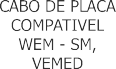 CABO DE PLACA
COMPATIVEL
WEM - SM,
VEMED